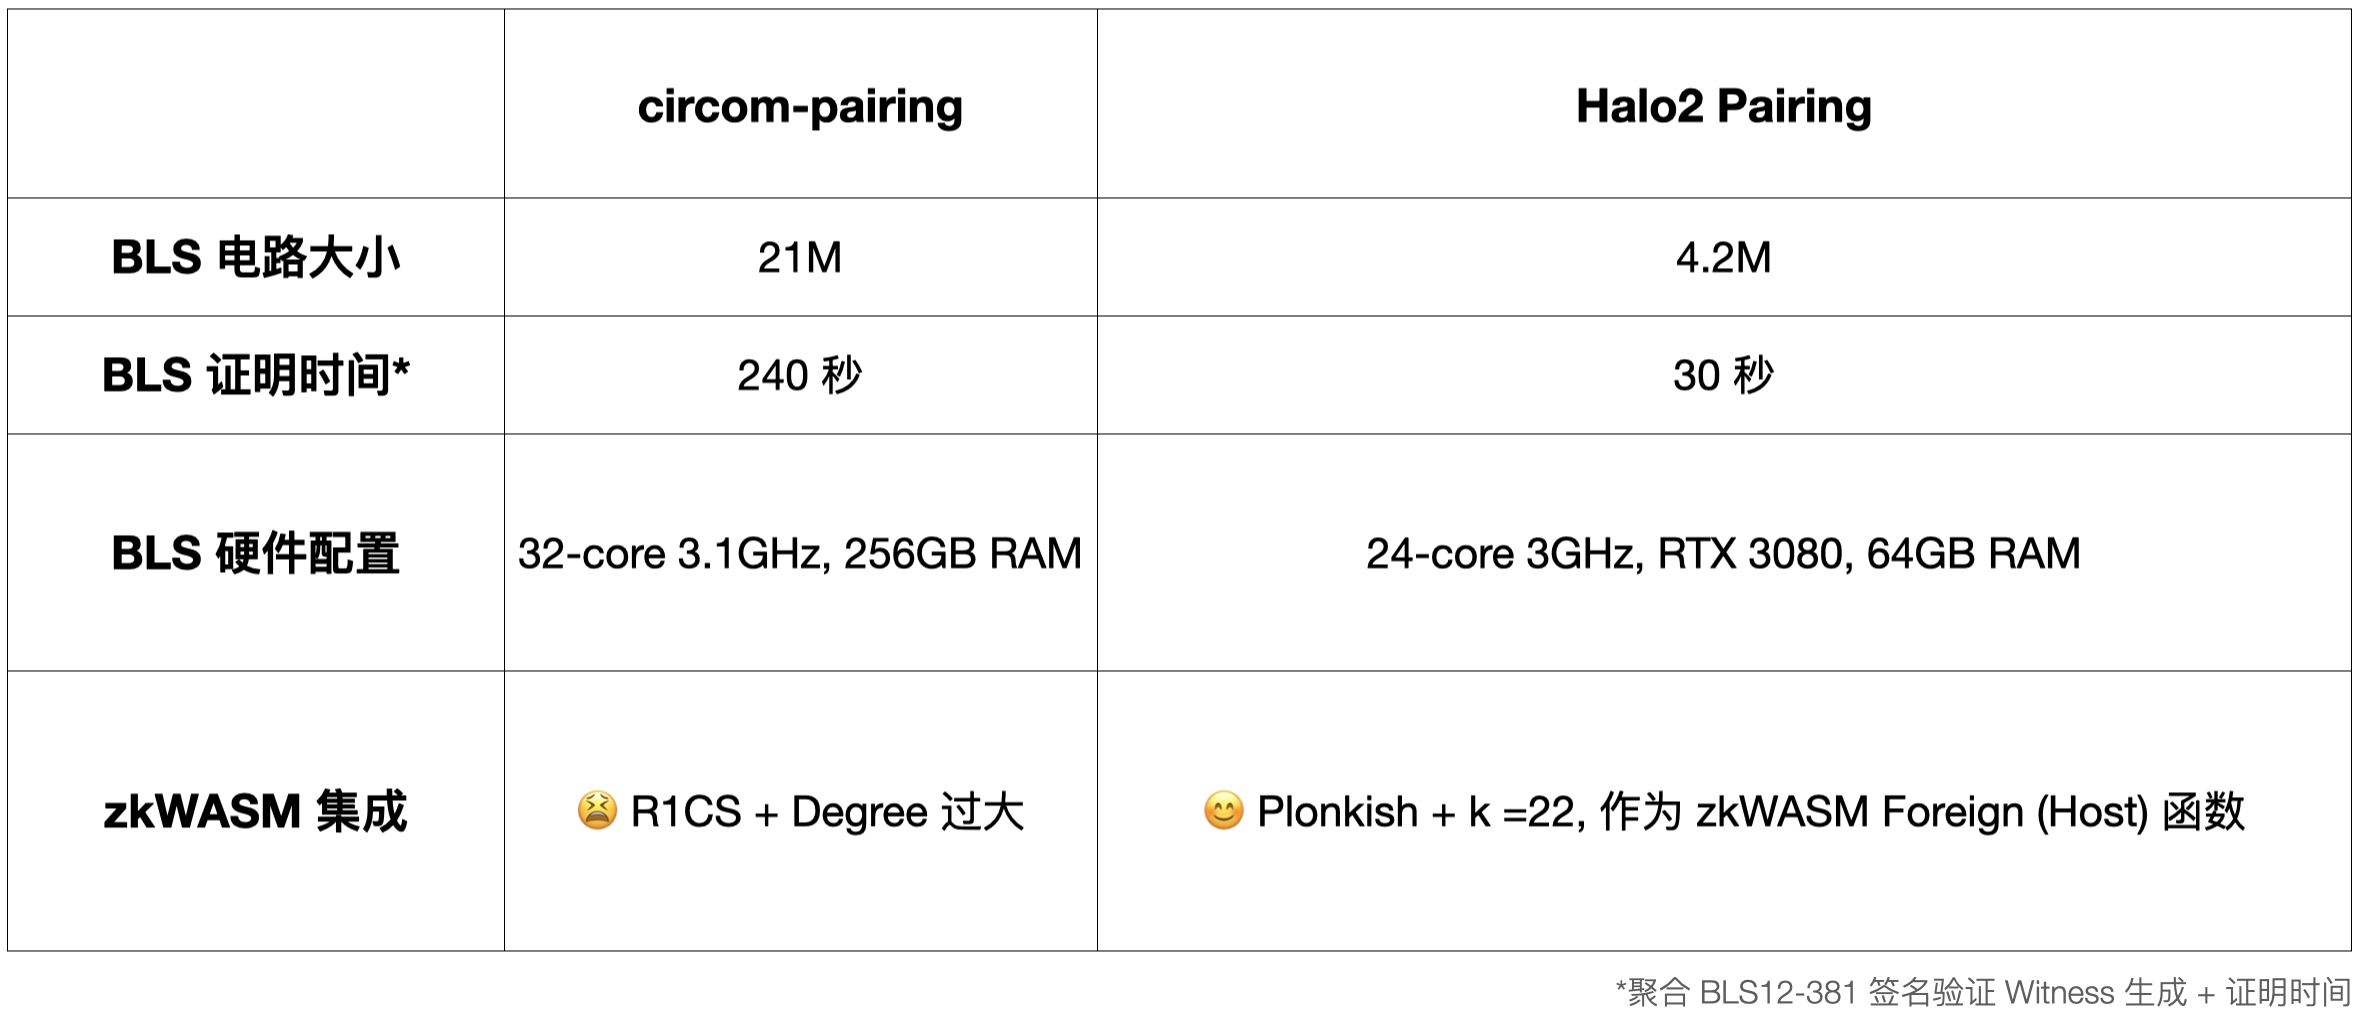 circom-pairing
Halo2 Pairing
BLS 电路大小
21M
4.2M
BLS 证明时间*
240 秒
30 秒
BLS 硬件配置
32-core 3.1GHz, 256GB RAM
24-core 3GHz, RTX 3080, 64GB RAM
zkWASM 集成
😫 R1CS + Degree 过大
😊 Plonkish + k =22, 作为 zkWASM Foreign (Host) 函数
*聚合 BLS12-381 签名验证 Witness 生成 + 证明时间